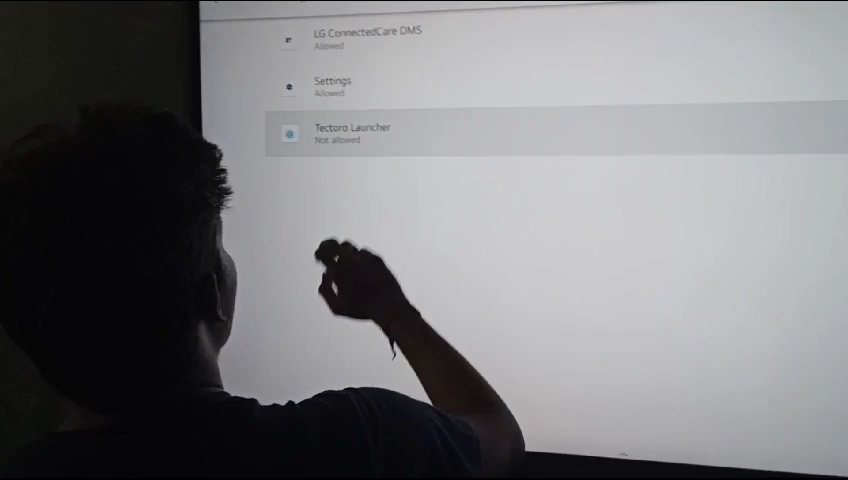 LG ConnectedCare DMS
Allowed
Settings
Allowed
Tectoro Launcher
Not allowed